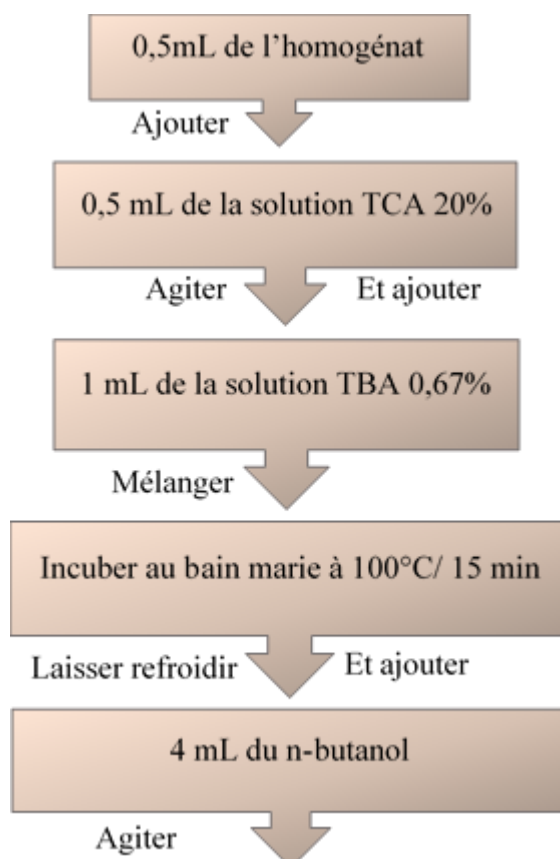 0,5mL de l’homogénat
Ajouter
0,5 mL de la solution TCA 20%
Agiter Et ajouter
1 mL de la solution TBA 0,67%
Mélanger
Incuber au bain marie à 100°C/ 15 min
Laisser refroidir Et ajouter
4 mL du n-butanol
Agiter